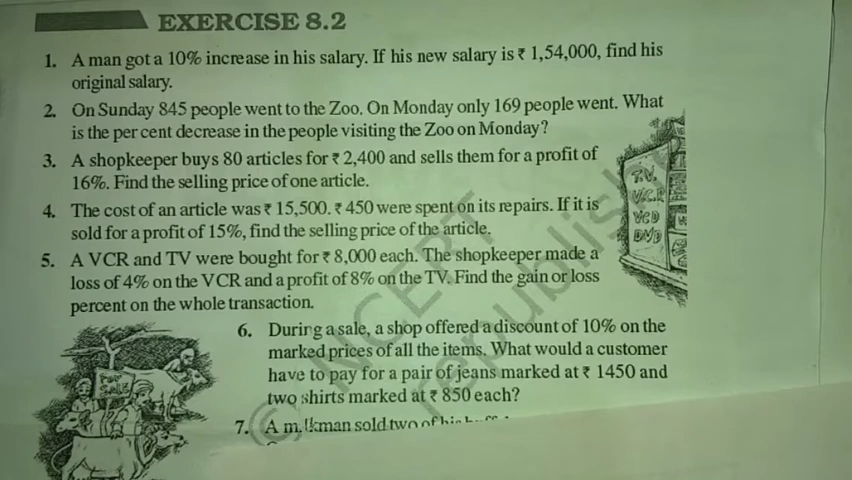 EXERCISE 8.2
1. A man got a 10% increase in his salary. If his new salary is ₹ 1,54,000, find his
original salary.
2. On Sunday 845 people went to the Zoo. On Monday only 169 people went. What
is the per cent decrease in the people visiting the Zoo on Monday?
3. A shopkeeper buys 80 articles for ₹ 2,400 and sells them for a profit of
16%. Find the selling price of one article.
4. The cost of an article was ₹ 15,500. ₹ 450 were spent on its repairs. If it is
sold for a profit of 15%, find the selling price of the article.
5. A VCR and TV were bought for ₹ 8,000 each. The shopkeeper made a
loss of 4% on the VCR and a profit of 8% on the TV. Find the gain or loss
percent on the whole transaction.
T.V.
V.C.R
VCD
DVD
6. During a sale, a shop offered a discount of 10% on the
marked prices of all the items. What would a customer
have to pay for a pair of jeans marked at ₹ 1450 and
two shirts marked at ₹ 850 each?
FOR
SALE
7. A milkman sold two of his
© NCERT
republish